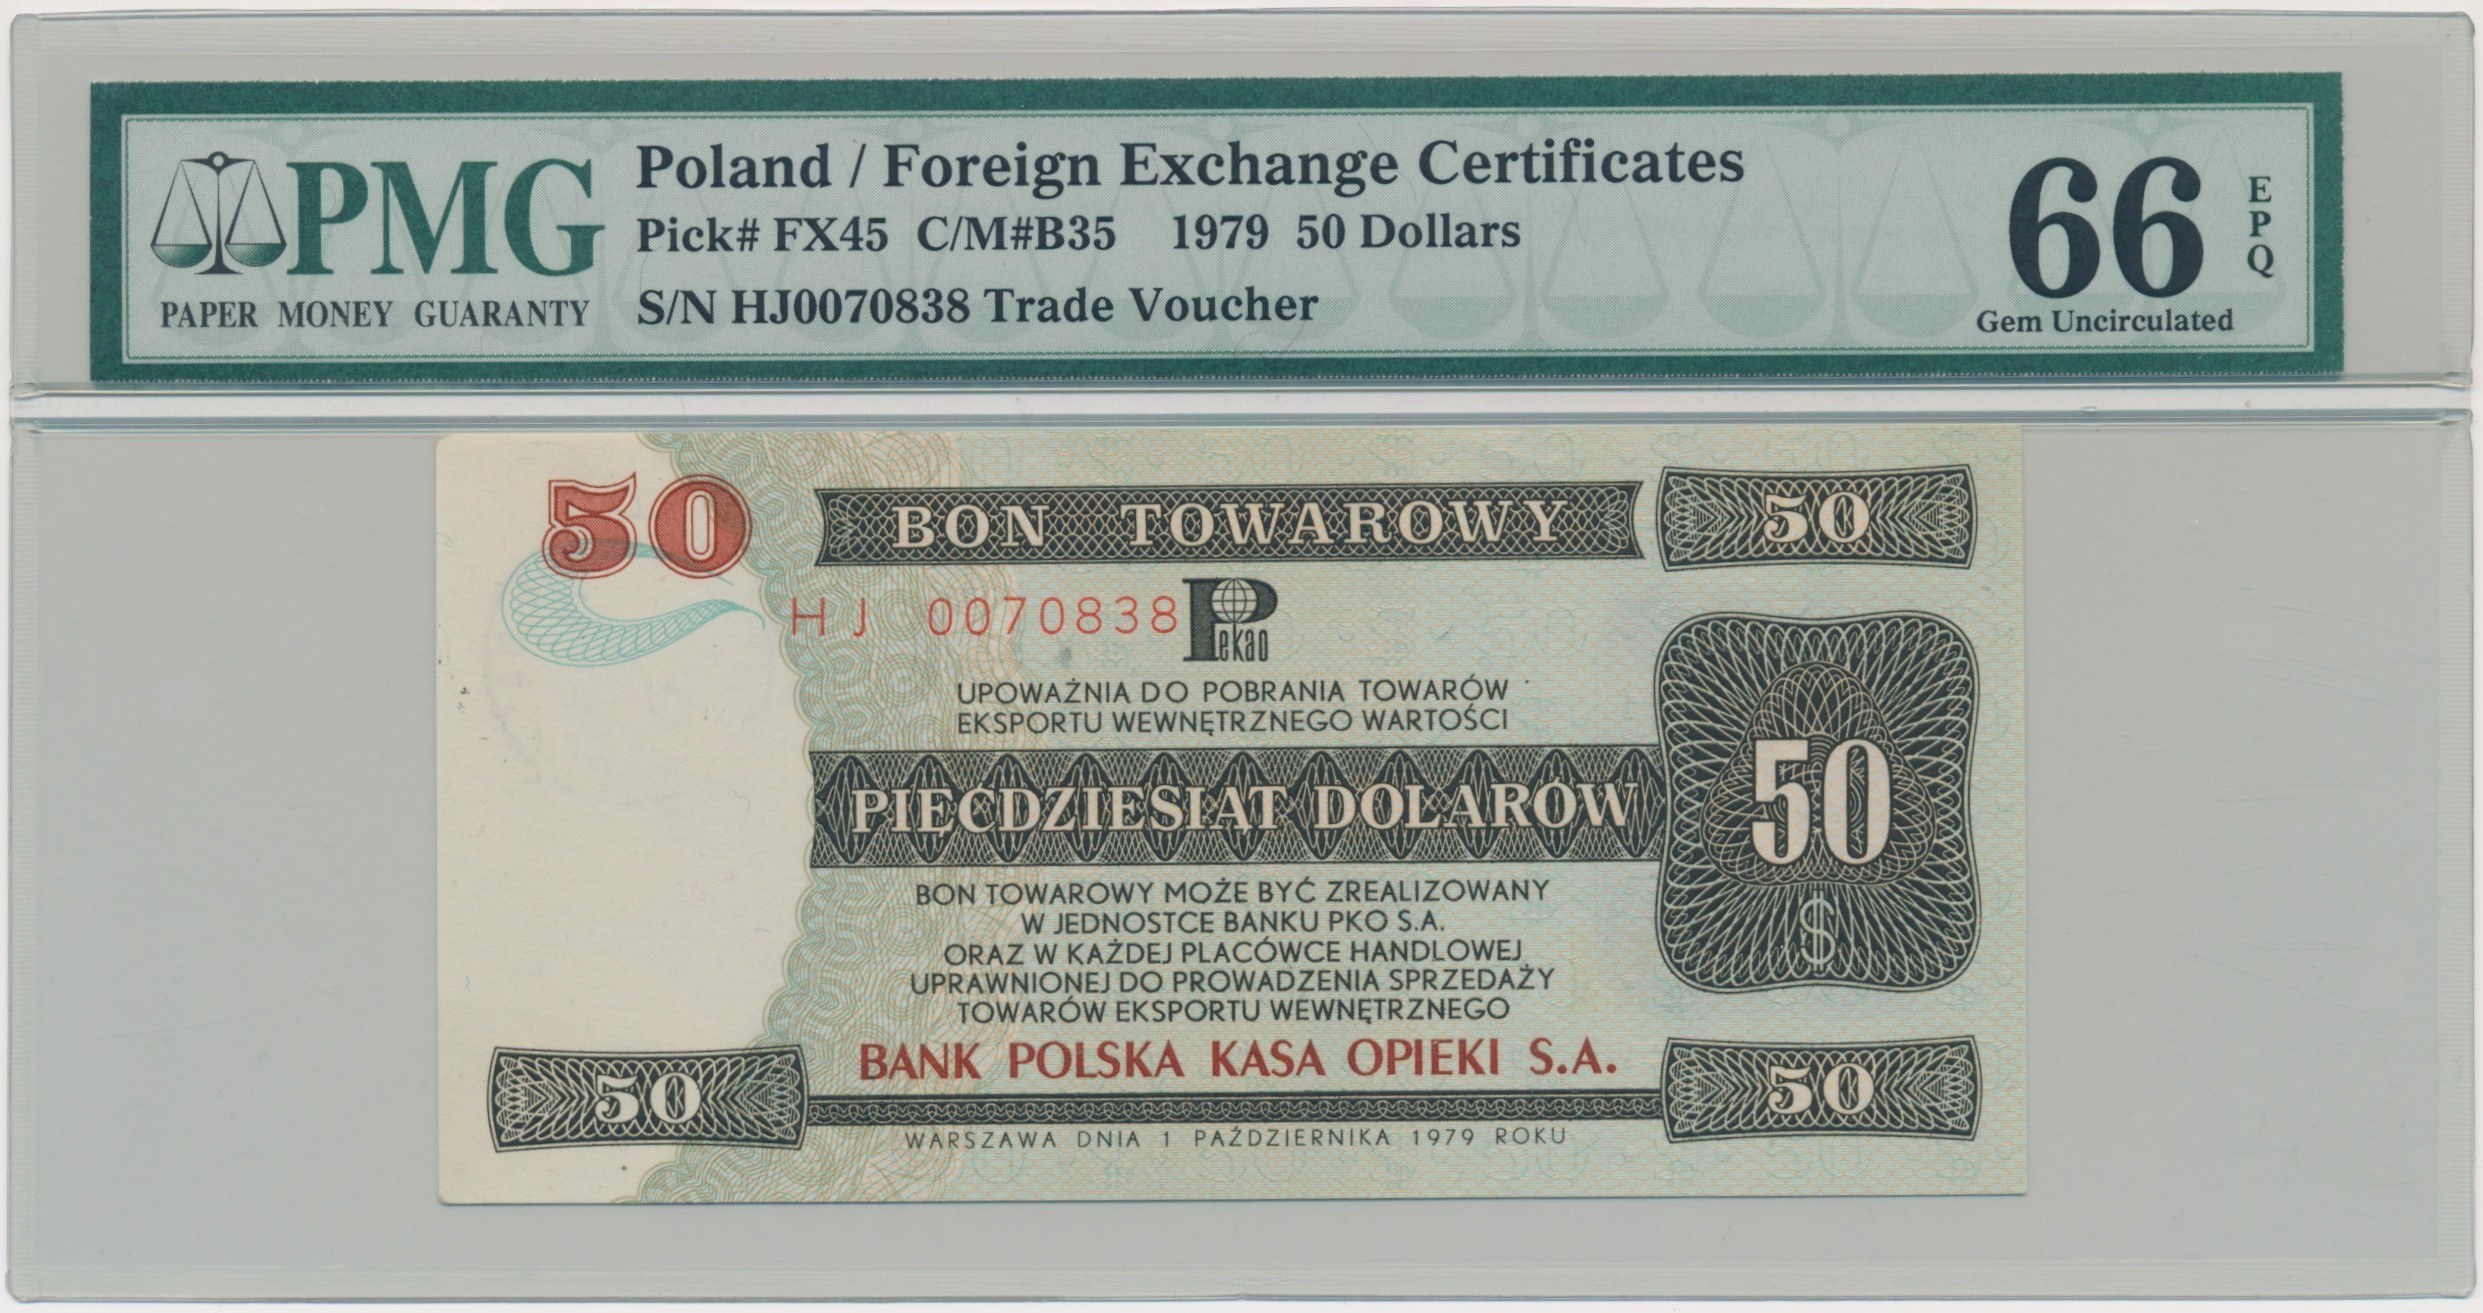 PMG
PAPER MONEY GUARANTY
Poland / Foreign Exchange Certificates
Pick# FX45 C/M#B35 1979 50 Dollars
S/N HJ0070838 Trade Voucher
66
EPQ
Gem Uncirculated
50
BON TOWAROWY
50
HJ 0070838
Pekao
UPOWAŻNIA DO POBRANIA TOWARÓW
EKSPORTU WEWNĘTRZNEGO WARTOŚCI
PIĘĆDZIESIĄT DOLARÓW
50
$
BON TOWAROWY MOŻE BYĆ ZREALIZOWANY
W JEDNOSTCE BANKU PKO S.A.
ORAZ W KAŻDEJ PLACÓWCE HANDLOWEJ
UPRAWNIONEJ DO PROWADZENIA SPRZEDAŻY
TOWARÓW EKSPORTU WEWNĘTRZNEGO
BANK POLSKA KASA OPIEKI S.A.
50
50
WARSZAWA DNIA 1 PAŹDZIERNIKA 1979 ROKU